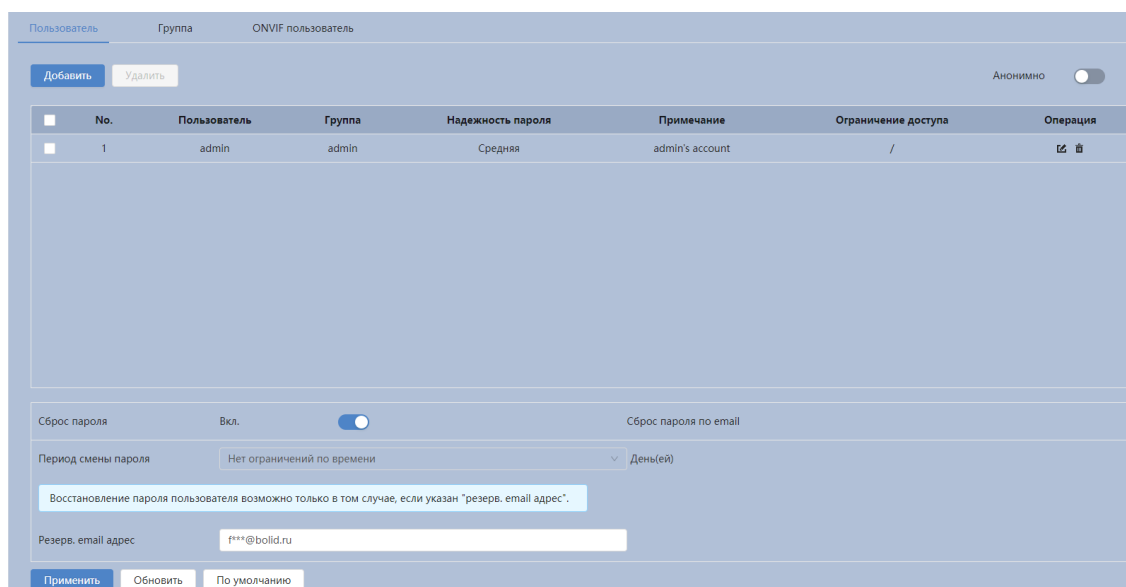 Пользователь Группа ONVIF пользователь
Добавить Удалить Анонимно
No. Пользователь Группа Надежность пароля Примечание Ограничение доступа Операция
1 admin admin Средняя admin's account /
Сброс пароля Вкл. Сброс пароля по email
Период смены пароля Нет ограничений по времени День(ей)
Восстановление пароля пользователя возможно только в том случае, если указан "резерв. email адрес".
Резерв. email адрес f***@bolid.ru
Применить Обновить По умолчанию